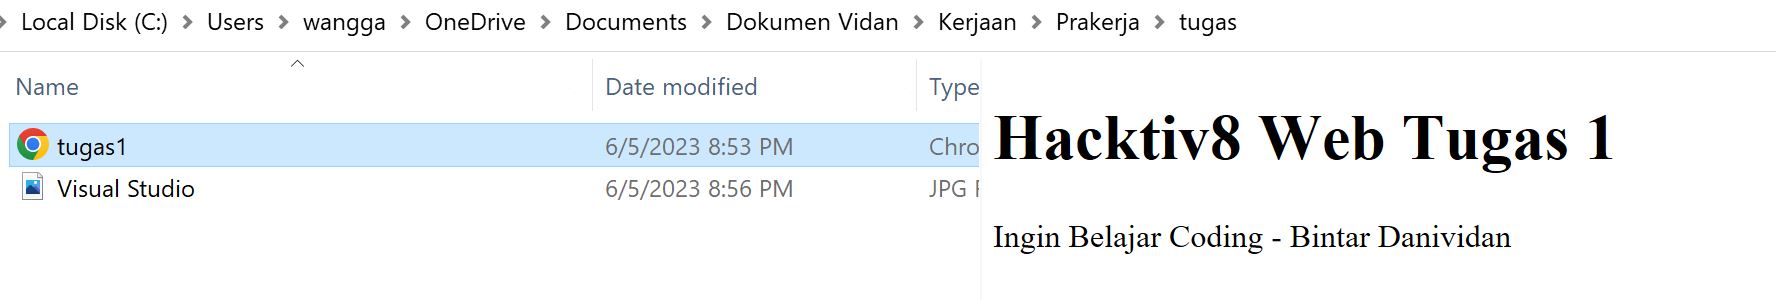 Local Disk (C:) > Users > wangga > OneDrive > Documents > Dokumen Vidan > Kerjaan > Prakerja > tugas
Name Date modified Type
tugas1 6/5/2023 8:53 PM Chro
Visual Studio 6/5/2023 8:56 PM JPG F
Hacktiv8 Web Tugas 1
Ingin Belajar Coding - Bintar Danividan